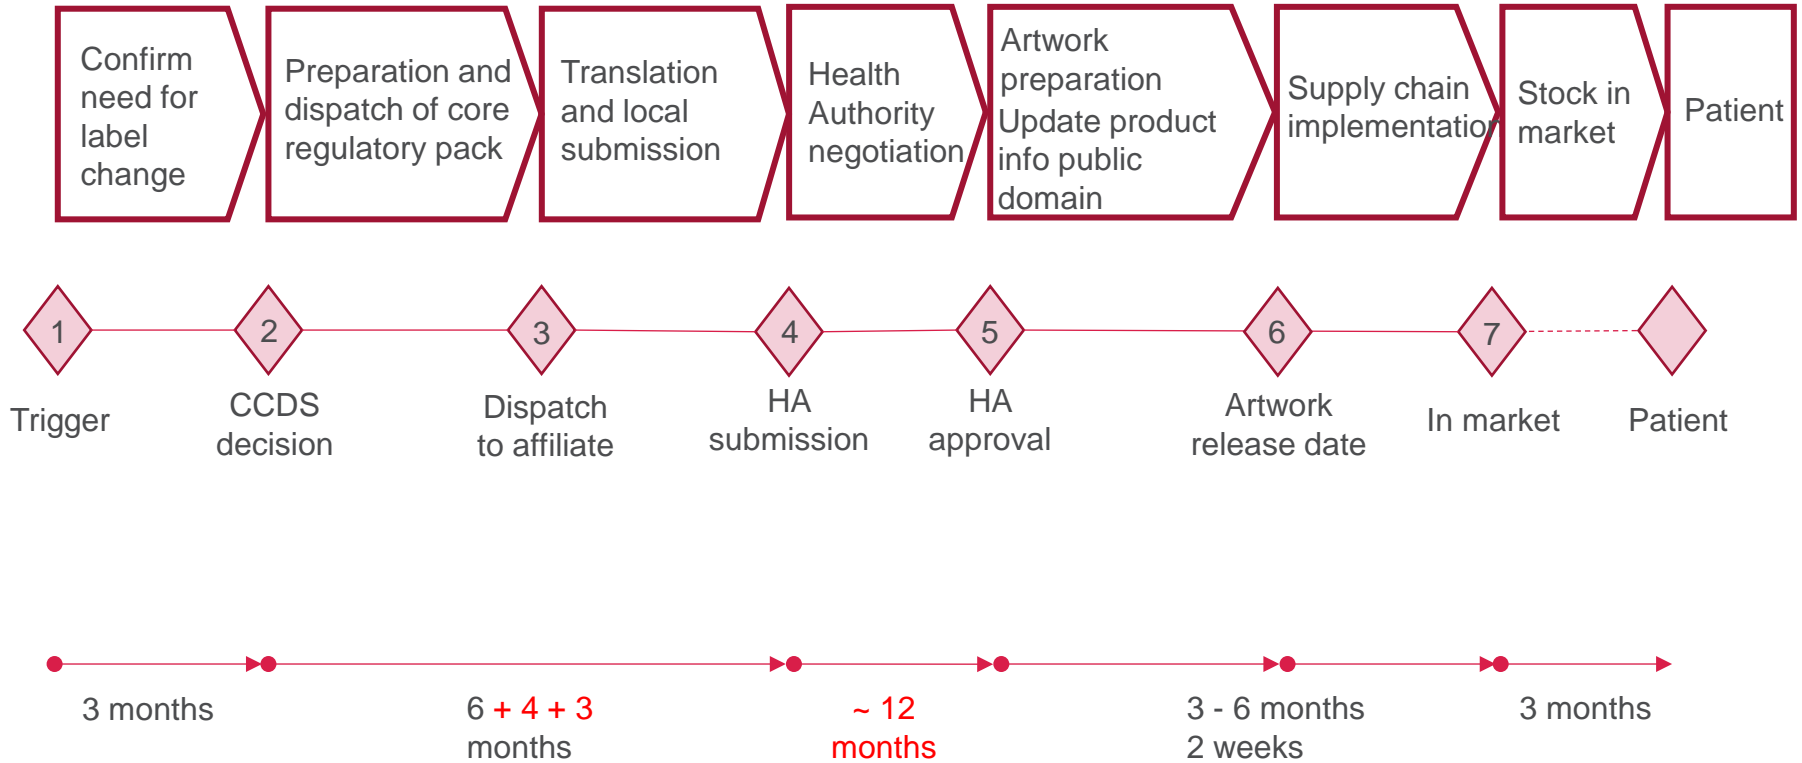 Confirm
need for
label
change
Preparation and
dispatch of core
regulatory pack
Translation
and local
submission
Health
Authority
negotiation
Artwork
preparation
Update product
info public
domain
Supply chain
implementation
Stock in
market
Patient
1
2
3
4
5
6
7
Trigger
CCDS
decision
Dispatch
to affiliate
HA
submission
HA
approval
Artwork
release date
In market
Patient
3 months
6 + 4 + 3
months
~ 12
months
3 - 6 months
2 weeks
3 months